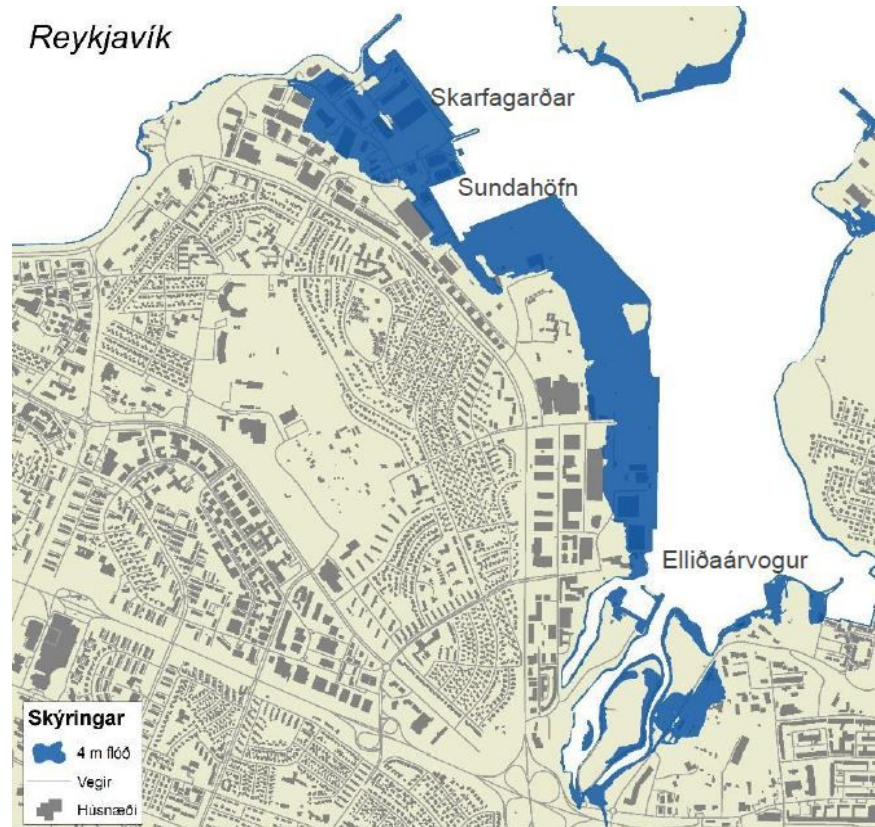 Reykjavík
Skarfagarðar
Sundahöfn
Elliðaárvogur
Skýringar
4 m flóð
Vegir
Húsnæði